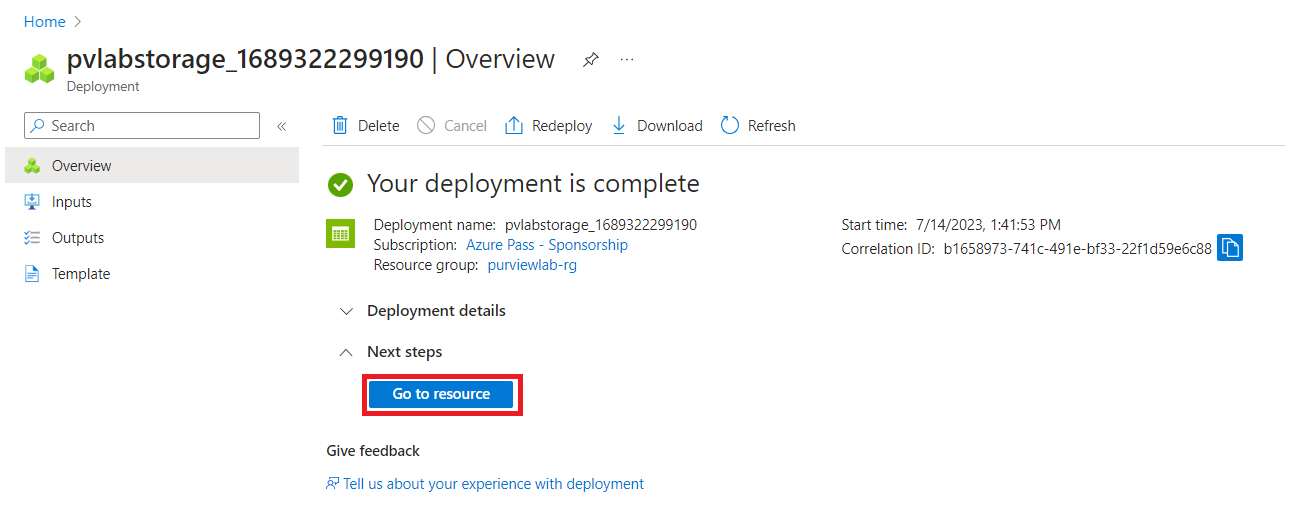 Home
pvlabstorage_1689322299190 | Overview
Deployment
Search
Overview
Inputs
Outputs
Template
Delete Cancel Redeploy Download Refresh
Your deployment is complete
Deployment name: pvlabstorage_1689322299190
Subscription: Azure Pass - Sponsorship
Resource group: purviewlab-rg
Start time: 7/14/2023, 1:41:53 PM
Correlation ID: b1658973-741c-491e-bf33-22f1d59e6c88
Deployment details
Next steps
Go to resource
Give feedback
Tell us about your experience with deployment